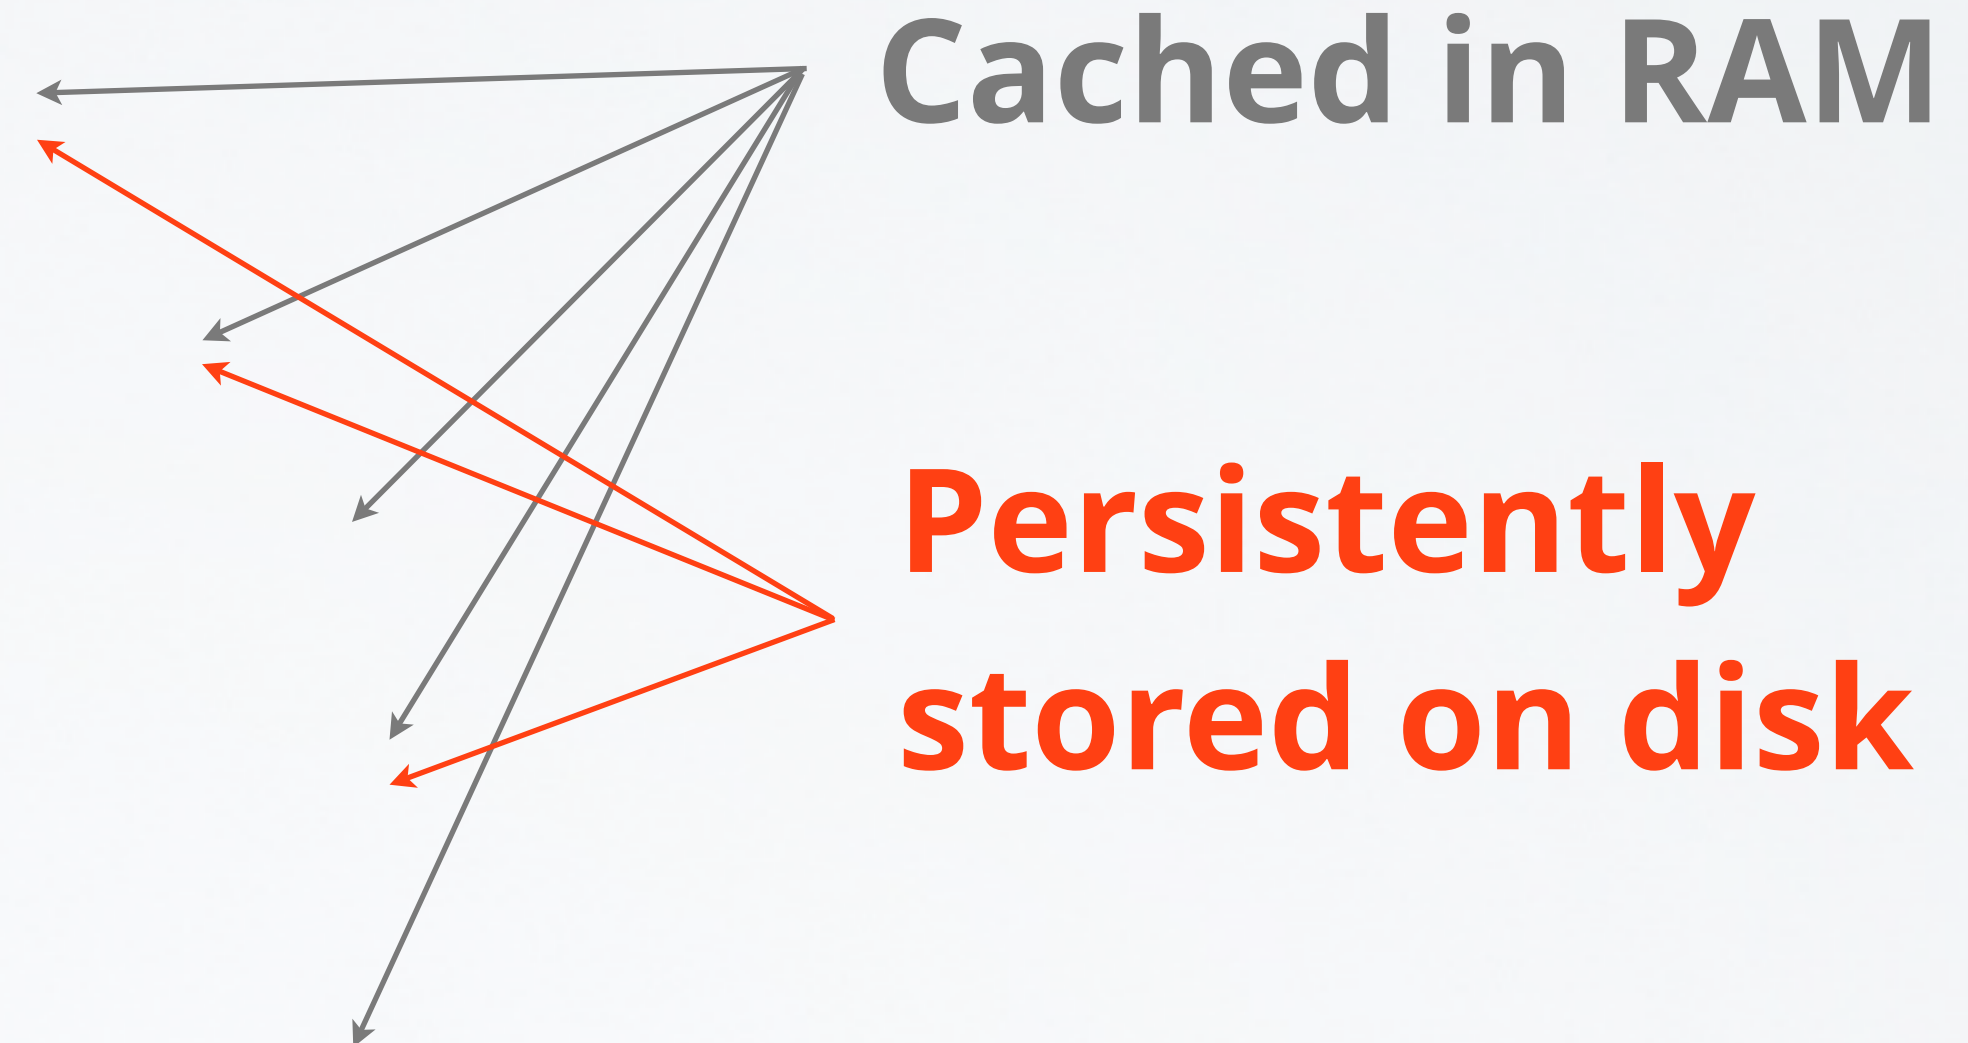 Cached in RAM
Persistently
stored on disk